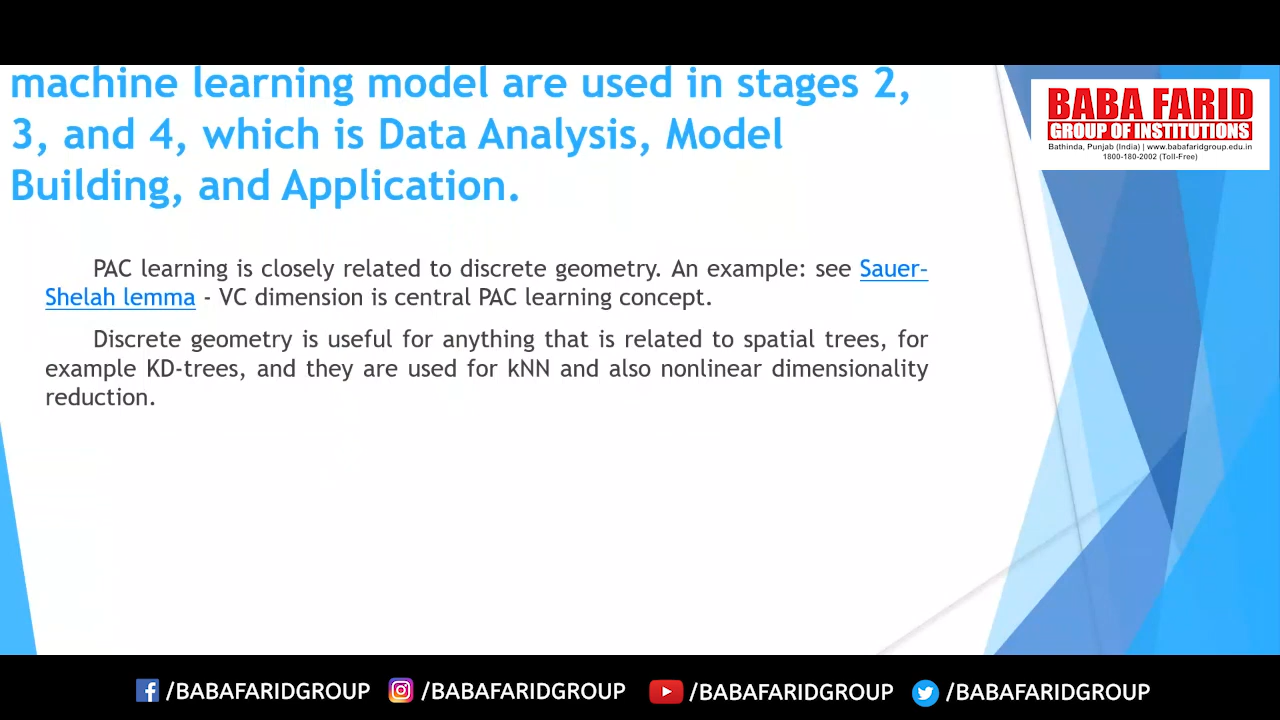 machine learning model are used in stages 2,
3, and 4, which is Data Analysis, Model
Building, and Application.
BABA FARID
GROUP OF INSTITUTIONS
Bathinda, Punjab (India) | www.babafaridgroup.edu.in
1800-180-2002 (Toll-Free)
PAC learning is closely related to discrete geometry. An example: see Sauer–
Shelah lemma - VC dimension is central PAC learning concept.
Discrete geometry is useful for anything that is related to spatial trees, for
example KD-trees, and they are used for kNN and also nonlinear dimensionality
reduction.
/BABAFARIDGROUP /BABAFARIDGROUP /BABAFARIDGROUP /BABAFARIDGROUP